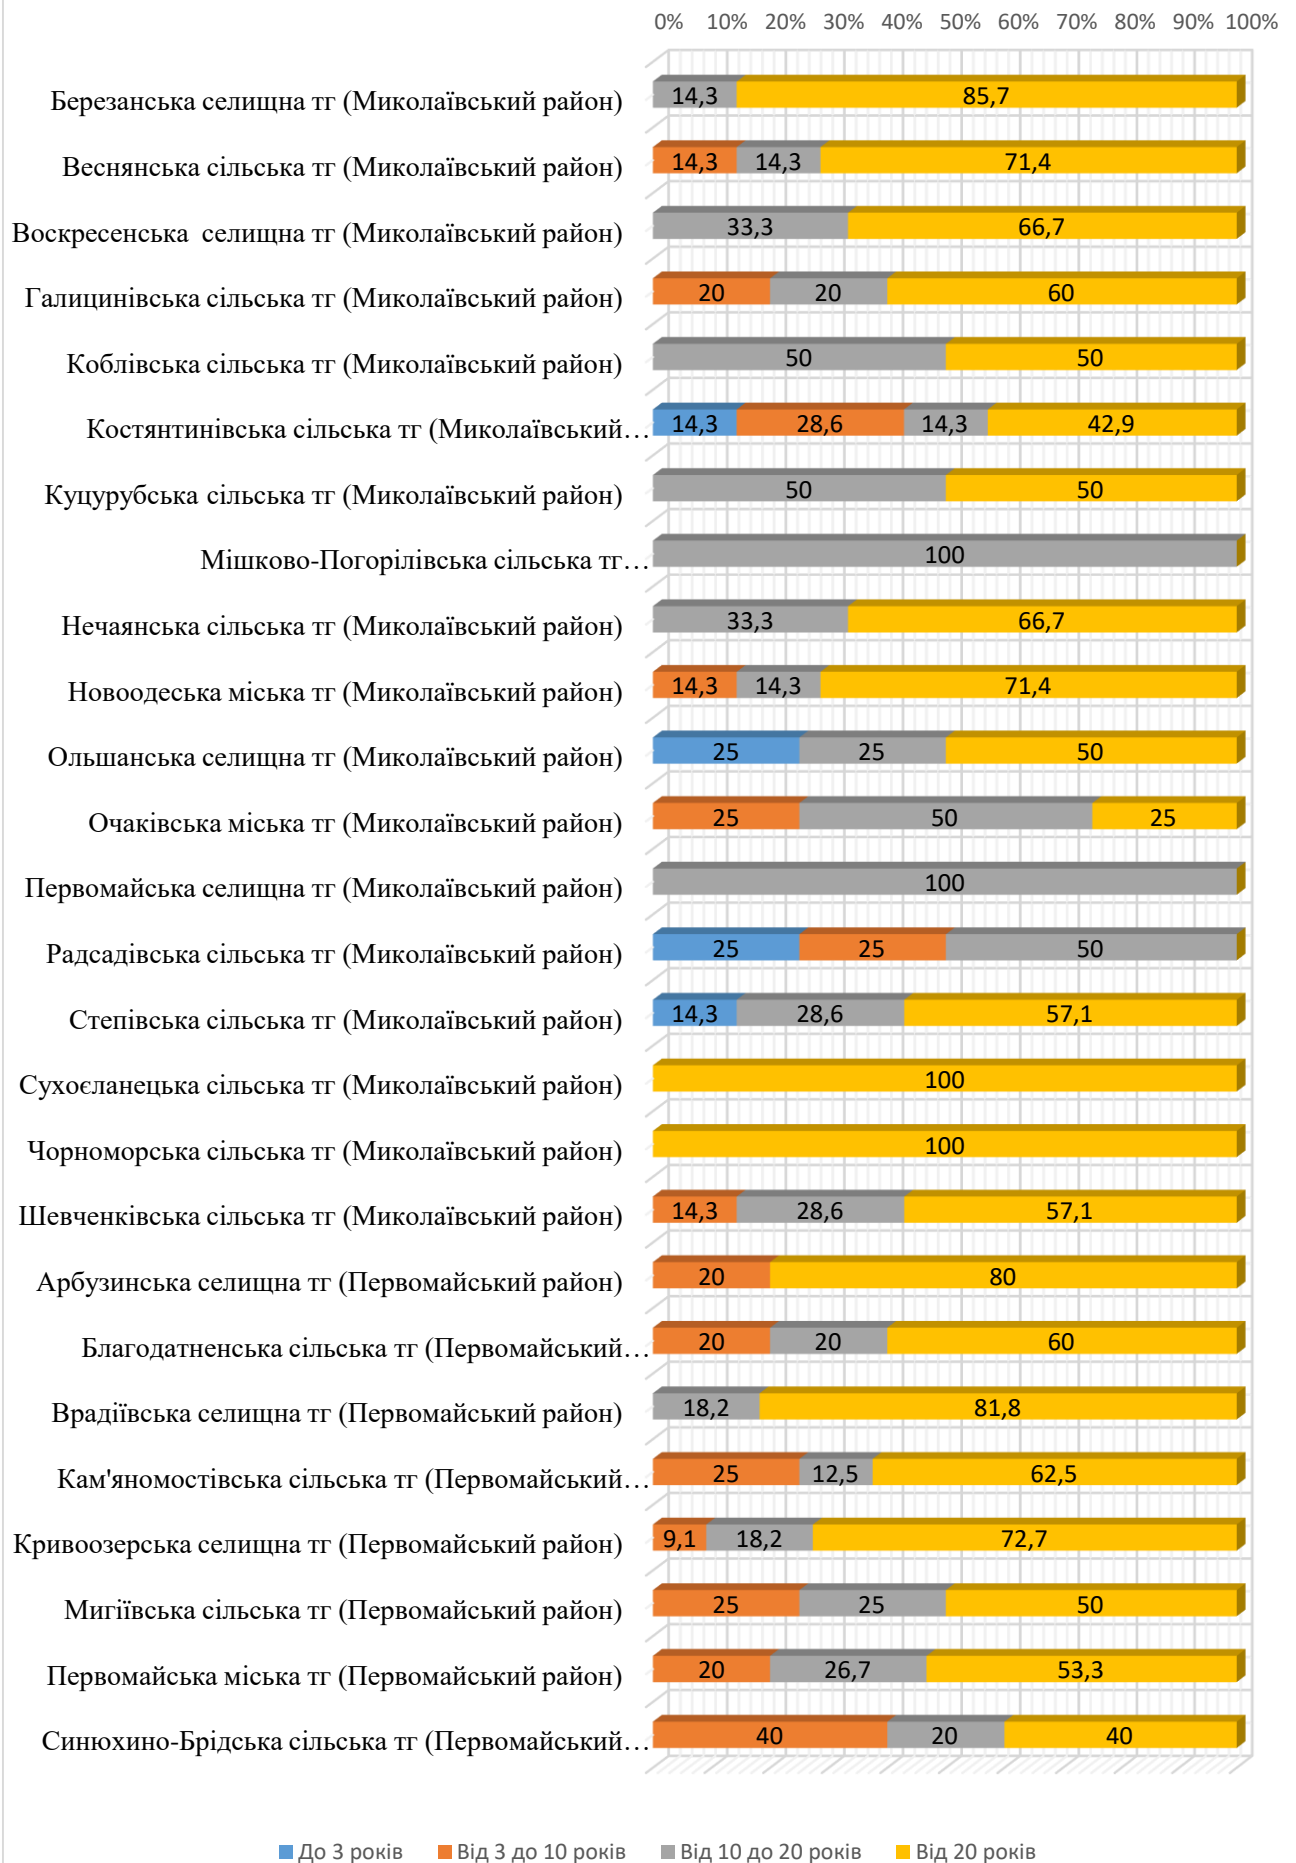 0% 10% 20% 30% 40% 50% 60% 70% 80% 90% 100%
Березанська селищна тг (Миколаївський район) 14,3 85,7
Веснянська сільська тг (Миколаївський район) 14,3 14,3 71,4
Воскресенська селищна тг (Миколаївський район) 33,3 66,7
Галицинівська сільська тг (Миколаївський район) 20 20 60
Коблівська сільська тг (Миколаївський район) 50 50
Костянтинівська сільська тг (Миколаївський… 14,3 28,6 14,3 42,9
Куцурубська сільська тг (Миколаївський район) 50 50
Мішково-Погорілівська сільська тг… 100
Нечаянська сільська тг (Миколаївський район) 33,3 66,7
Новоодеська міська тг (Миколаївський район) 14,3 14,3 71,4
Ольшанська селищна тг (Миколаївський район) 25 25 50
Очаківська міська тг (Миколаївський район) 25 50 25
Первомайська селищна тг (Миколаївський район) 100
Радсадівська сільська тг (Миколаївський район) 25 25 50
Степівська сільська тг (Миколаївський район) 14,3 28,6 57,1
Сухоєланецька сільська тг (Миколаївський район) 100
Чорноморська сільська тг (Миколаївський район) 100
Шевченківська сільська тг (Миколаївський район) 14,3 28,6 57,1
Арбузинська селищна тг (Первомайський район) 20 80
Благодатненська сільська тг (Первомайський… 20 20 60
Врадіївська селищна тг (Первомайський район) 18,2 81,8
Кам'яномостівська сільська тг (Первомайський… 25 12,5 62,5
Кривоозерська селищна тг (Первомайський район) 9,1 18,2 72,7
Мигіївська сільська тг (Первомайський район) 25 25 50
Первомайська міська тг (Первомайський район) 20 26,7 53,3
Синюхино-Брідська сільська тг (Первомайський… 40 20 40
До 3 років Від 3 до 10 років Від 10 до 20 років Від 20 років